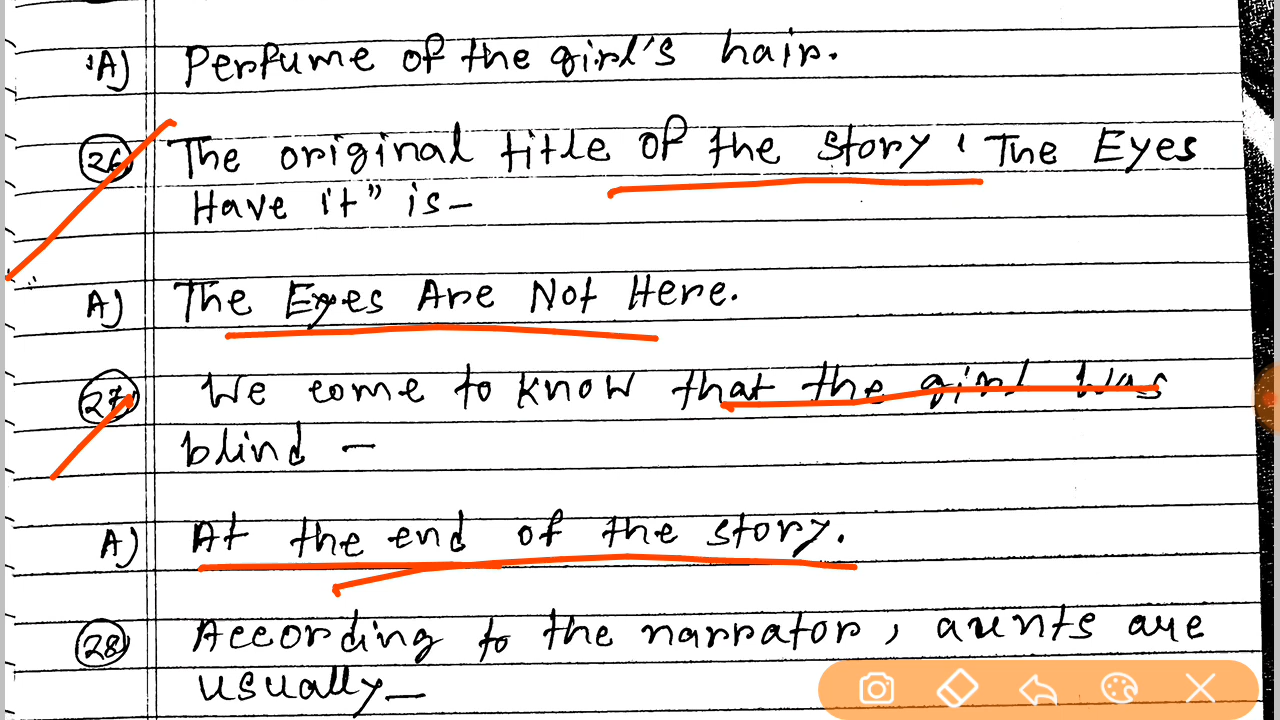 A) Perfume of the girl's hair.
26 The original title of the story ' The Eyes
Have it" is-
A) The Eyes Are Not Here.
27 We come to know that the girl was
blind -
A) At the end of the story.
28 According to the narrator, aunts are
usually-